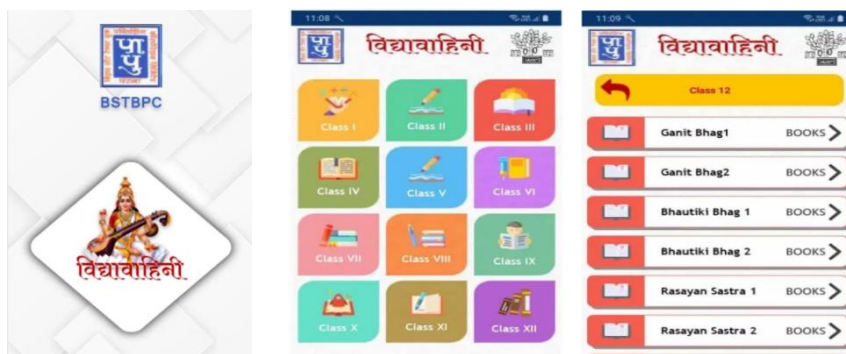 पा
पु
BSTBPC
विद्यावाहिनी
11:08
पा
पु
विद्यावाहिनी
Class I
Class II
Class III
Class IV
Class V
Class VI
Class VII
Class VIII
Class IX
Class X
Class XI
Class XII
11:09
पा
पु
विद्यावाहिनी
Class 12
Ganit Bhag1 BOOKS
Ganit Bhag2 BOOKS
Bhautiki Bhag 1 BOOKS
Bhautiki Bhag 2 BOOKS
Rasayan Sastra 1 BOOKS
Rasayan Sastra 2 BOOKS